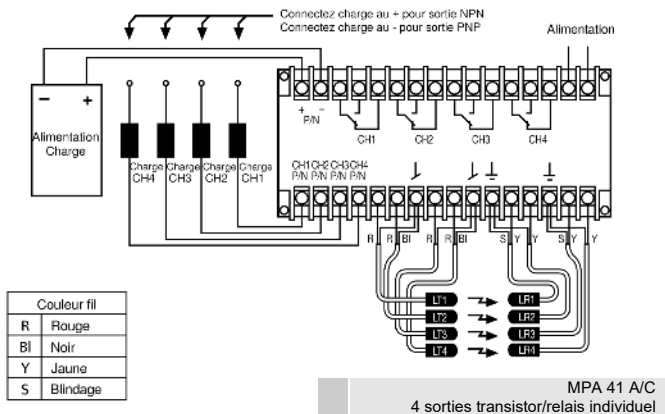 Connectez charge au + pour sortie NPN
Connectez charge au - pour sortie PNP
Alimentation
− +
Alimentation
Charge
+ −
P/N
CH1 CH2 CH3 CH4
Charge CH4
Charge CH3
Charge CH2
Charge CH1
CH1 CH2 CH3 CH4
P/N P/N P/N P/N
R R Bl R R Bl S Y Y S Y Y
LT1 LR1
LT2 LR2
LT3 LR3
LT4 LR4
Couleur fil
R Rouge
Bl Noir
Y Jaune
S Blindage
MPA 41 A/C
4 sorties transistor/relais individuel